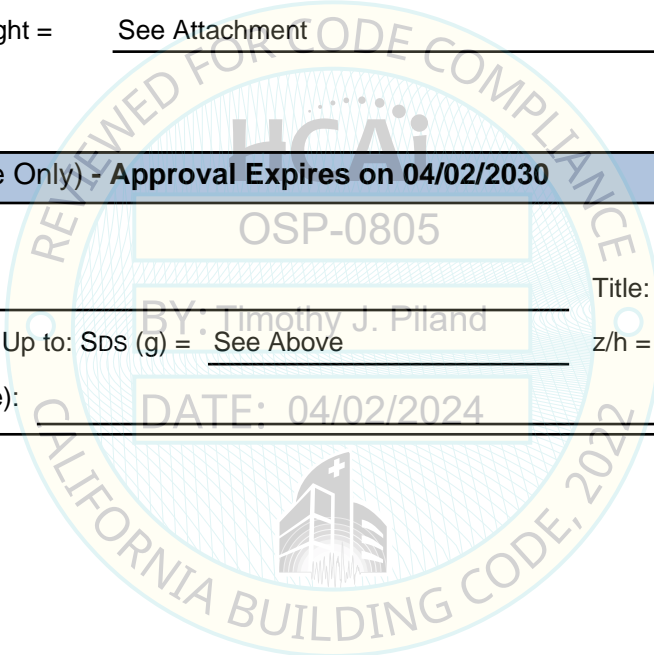 ght = See Attachment
REVIEWED FOR CODE COMPLIANCE
HCAi
e Only) - Approval Expires on 04/02/2030
OSP-0805
Title:
BY: Timothy J. Piland
Up to: SDS (g) = See Above z/h =
e):
DATE: 04/02/2024
CALIFORNIA BUILDING CODE, 2022